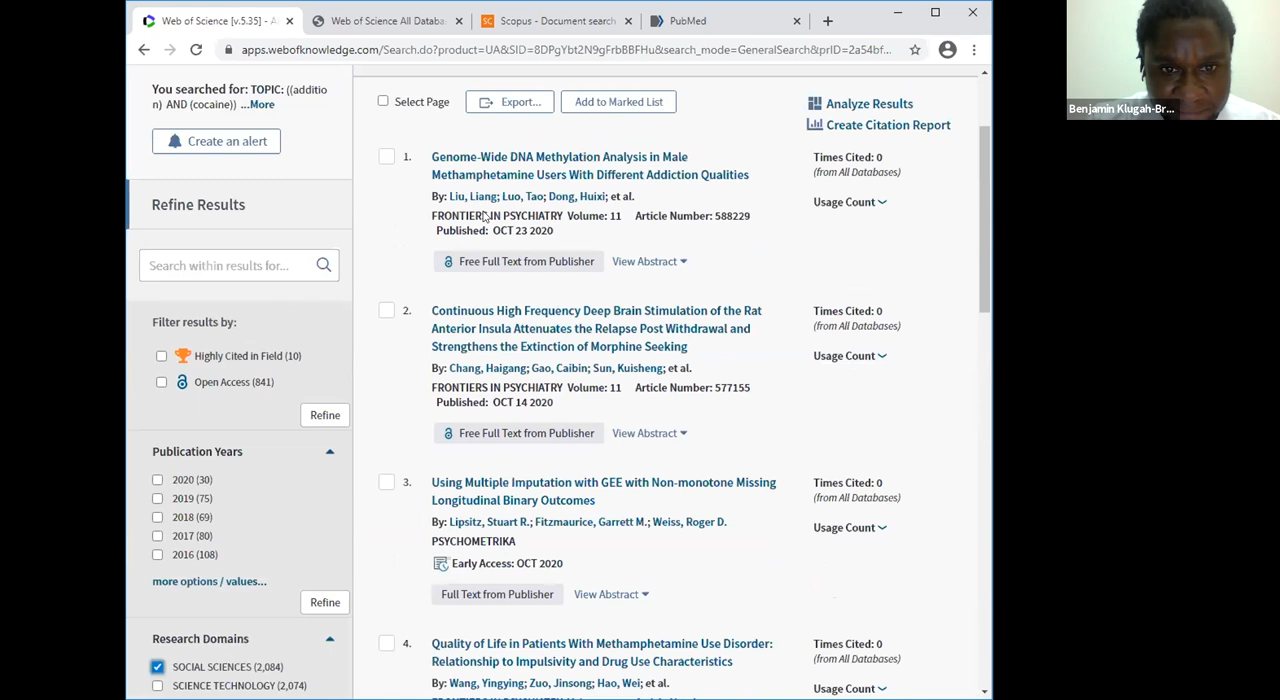 Web of Science [v.5.35] - A
Web of Science All Databa
Scopus - Document search
PubMed
apps.webofknowledge.com/Search.do?product=UA&SID=8DPgYbt2N9gFrbBBFHu&search_mode=GeneralSearch&prID=2a54bf...
Benjamin Klugah-Br...
You searched for: TOPIC: ((addictio
n) AND (cocaine)) ...More
Create an alert
Refine Results
Search within results for...
Filter results by:
Highly Cited in Field (10)
Open Access (841)
Refine
Publication Years
2020 (30)
2019 (75)
2018 (69)
2017 (80)
2016 (108)
more options / values...
Refine
Research Domains
SOCIAL SCIENCES (2,084)
SCIENCE TECHNOLOGY (2,074)
Select Page
Export...
Add to Marked List
Analyze Results
Create Citation Report
1. Genome-Wide DNA Methylation Analysis in Male
Methamphetamine Users With Different Addiction Qualities
By: Liu, Liang; Luo, Tao; Dong, Huixi; et al.
FRONTIERS IN PSYCHIATRY Volume: 11 Article Number: 588229
Published: OCT 23 2020
Free Full Text from Publisher
View Abstract
Times Cited: 0
(from All Databases)
Usage Count
2. Continuous High Frequency Deep Brain Stimulation of the Rat
Anterior Insula Attenuates the Relapse Post Withdrawal and
Strengthens the Extinction of Morphine Seeking
By: Chang, Haigang; Gao, Caibin; Sun, Kuisheng; et al.
FRONTIERS IN PSYCHIATRY Volume: 11 Article Number: 577155
Published: OCT 14 2020
Free Full Text from Publisher
View Abstract
Times Cited: 0
(from All Databases)
Usage Count
3. Using Multiple Imputation with GEE with Non-monotone Missing
Longitudinal Binary Outcomes
By: Lipsitz, Stuart R.; Fitzmaurice, Garrett M.; Weiss, Roger D.
PSYCHOMETRIKA
Early Access: OCT 2020
Full Text from Publisher
View Abstract
Times Cited: 0
(from All Databases)
Usage Count
4. Quality of Life in Patients With Methamphetamine Use Disorder:
Relationship to Impulsivity and Drug Use Characteristics
By: Wang, Yingying; Zuo, Jinsong; Hao, Wei; et al.
Times Cited: 0
(from All Databases)
Usage Count